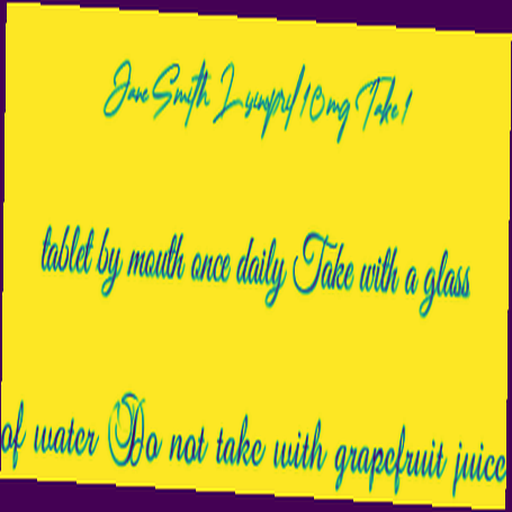 Jane Smith 10mg Take 1
tablet by mouth once daily Take with a glass
of water Do not take with grapefruit juice